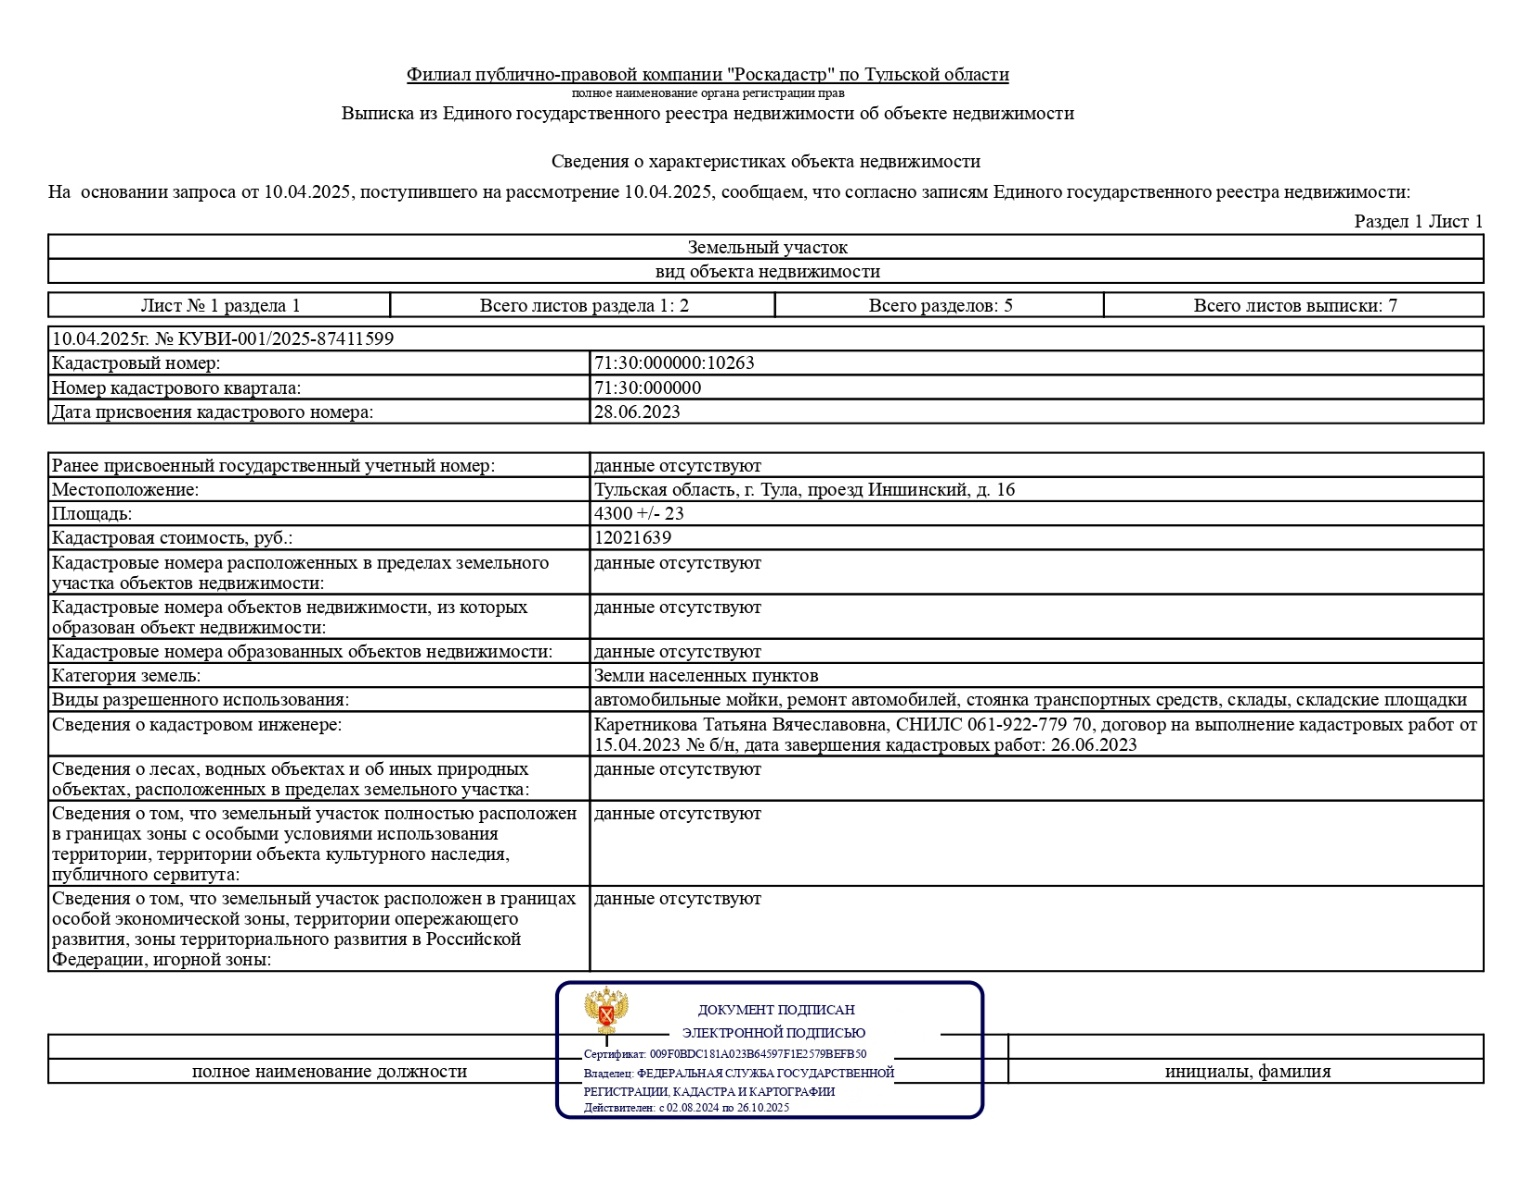 Филиал публично-правовой компании "Роскадастр" по Тульской области
полное наименование органа регистрации прав
Выписка из Единого государственного реестра недвижимости об объекте недвижимости
Сведения о характеристиках объекта недвижимости
На основании запроса от 10.04.2025, поступившего на рассмотрение 10.04.2025, сообщаем, что согласно записям Единого государственного реестра недвижимости:
Раздел 1 Лист 1
Земельный участок
вид объекта недвижимости
Лист № 1 раздела 1 Всего листов раздела 1: 2 Всего разделов: 5 Всего листов выписки: 7
10.04.2025г. № КУВИ-001/2025-87411599
Кадастровый номер: 71:30:000000:10263
Номер кадастрового квартала: 71:30:000000
Дата присвоения кадастрового номера: 28.06.2023
Ранее присвоенный государственный учетный номер: данные отсутствуют
Местоположение: Тульская область, г. Тула, проезд Иншинский, д. 16
Площадь: 4300 +/- 23
Кадастровая стоимость, руб.: 12021639
Кадастровые номера расположенных в пределах земельного данные отсутствуют
участка объектов недвижимости:
Кадастровые номера объектов недвижимости, из которых данные отсутствуют
образован объект недвижимости:
Кадастровые номера образованных объектов недвижимости: данные отсутствуют
Категория земель: Земли населенных пунктов
Виды разрешенного использования: автомобильные мойки, ремонт автомобилей, стоянка транспортных средств, склады, складские площадки
Сведения о кадастровом инженере: Каретникова Татьяна Вячеславовна, СНИЛС 061-922-779 70, договор на выполнение кадастровых работ от
15.04.2023 № б/н, дата завершения кадастровых работ: 26.06.2023
Сведения о лесах, водных объектах и об иных природных данные отсутствуют
объектах, расположенных в пределах земельного участка:
Сведения о том, что земельный участок полностью расположен данные отсутствуют
в границах зоны с особыми условиями использования
территории, территории объекта культурного наследия,
публичного сервитута:
Сведения о том, что земельный участок расположен в границах данные отсутствуют
особой экономической зоны, территории опережающего
развития, зоны территориального развития в Российской
Федерации, игорной зоны:
ДОКУМЕНТ ПОДПИСАН
ЭЛЕКТРОННОЙ ПОДПИСЬЮ
Сертификат: 009F0BDC181A023B64597F1E2579BEFB50
Владелец: ФЕДЕРАЛЬНАЯ СЛУЖБА ГОСУДАРСТВЕННОЙ
РЕГИСТРАЦИИ, КАДАСТРА И КАРТОГРАФИИ
Действителен: с 02.08.2024 по 26.10.2025
полное наименование должности инициалы, фамилия